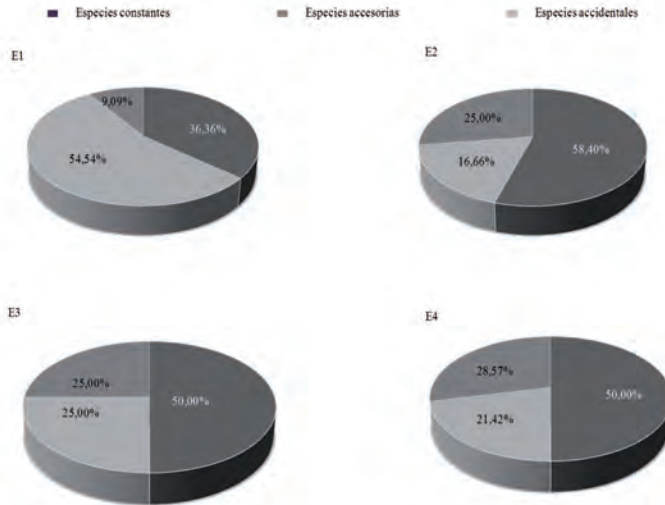 Especies constantes Especies accesorias Especies accidentales
E1
9,09%
36,36%
54,54%
E2
25,00%
58,40%
16,66%
E3
25,00%
50,00%
25,00%
E4
28,57%
50,00%
21,42%